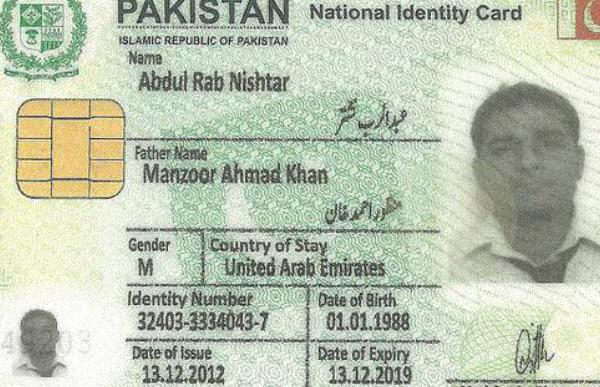 PAKISTAN National Identity Card
ISLAMIC REPUBLIC OF PAKISTAN
Name
Abdul Rab Nishtar
عبدالرب نشتر
Father Name
Manzoor Ahmad Khan
منظور احمد خان
Gender Country of Stay
M United Arab Emirates
Identity Number Date of Birth
32403-3334043-7 01.01.1988
Date of Issue Date of Expiry
13.12.2012 13.12.2019